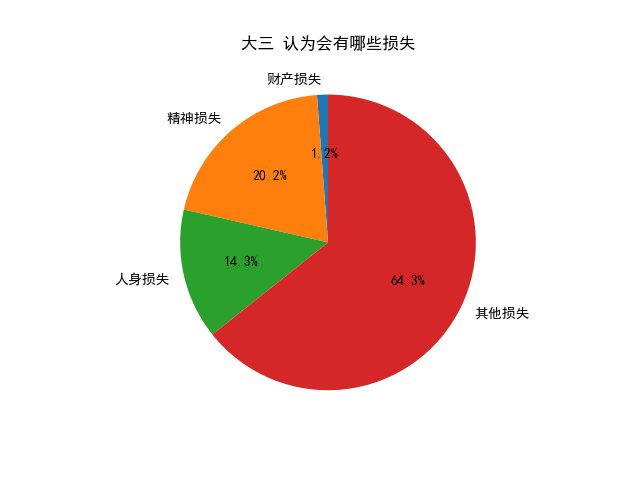 大三 认为会有哪些损失
财产损失
精神损失
1.2%
20.2%
14.3%
人身损失
64.3%
其他损失